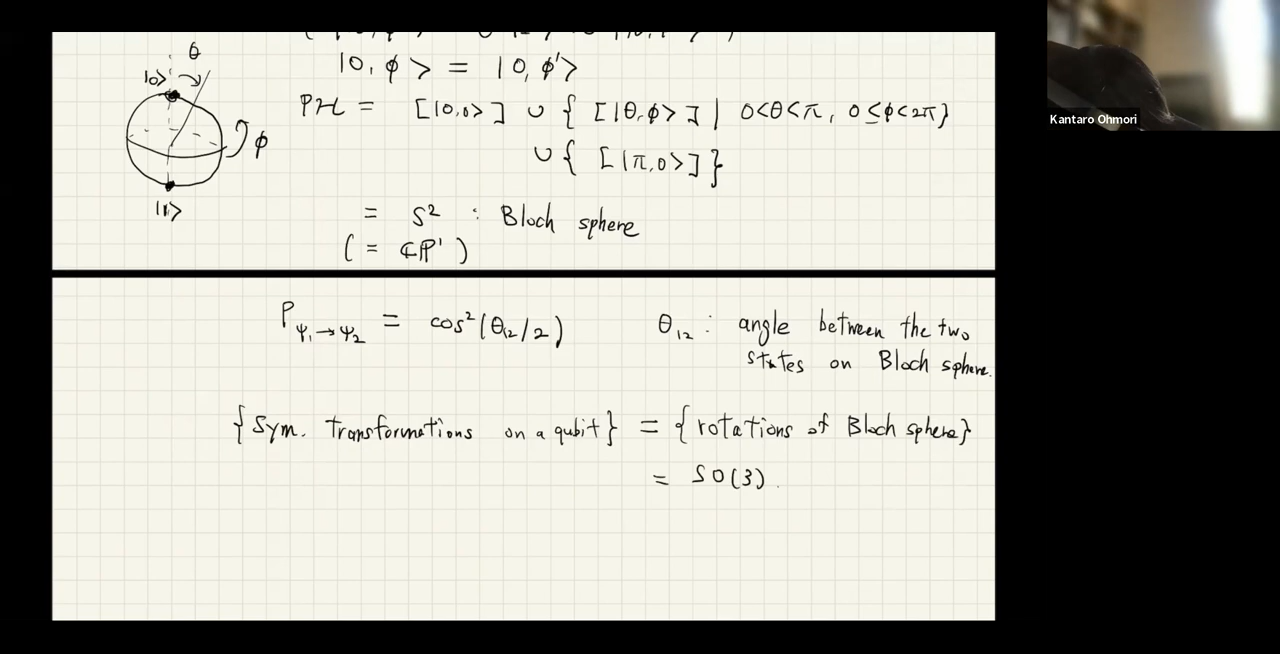 θ
|0>
|0,φ> = |0,φ'>
PH = [|0,0>] ∪ { [|θ,φ>] | 0<θ<π, 0≤φ<2π}
φ
∪ { [|π,0>] }
|1>
= S² : Bloch sphere
( = ℂP¹ )
P_{ψ₁→ψ₂} = cos²(θ₁₂/2) θ₁₂ : angle between the two
states on Bloch sphere.
{Sym. transformations on a qubit} = {rotations of Bloch sphere}
= SO(3).
Kantaro Ohmori